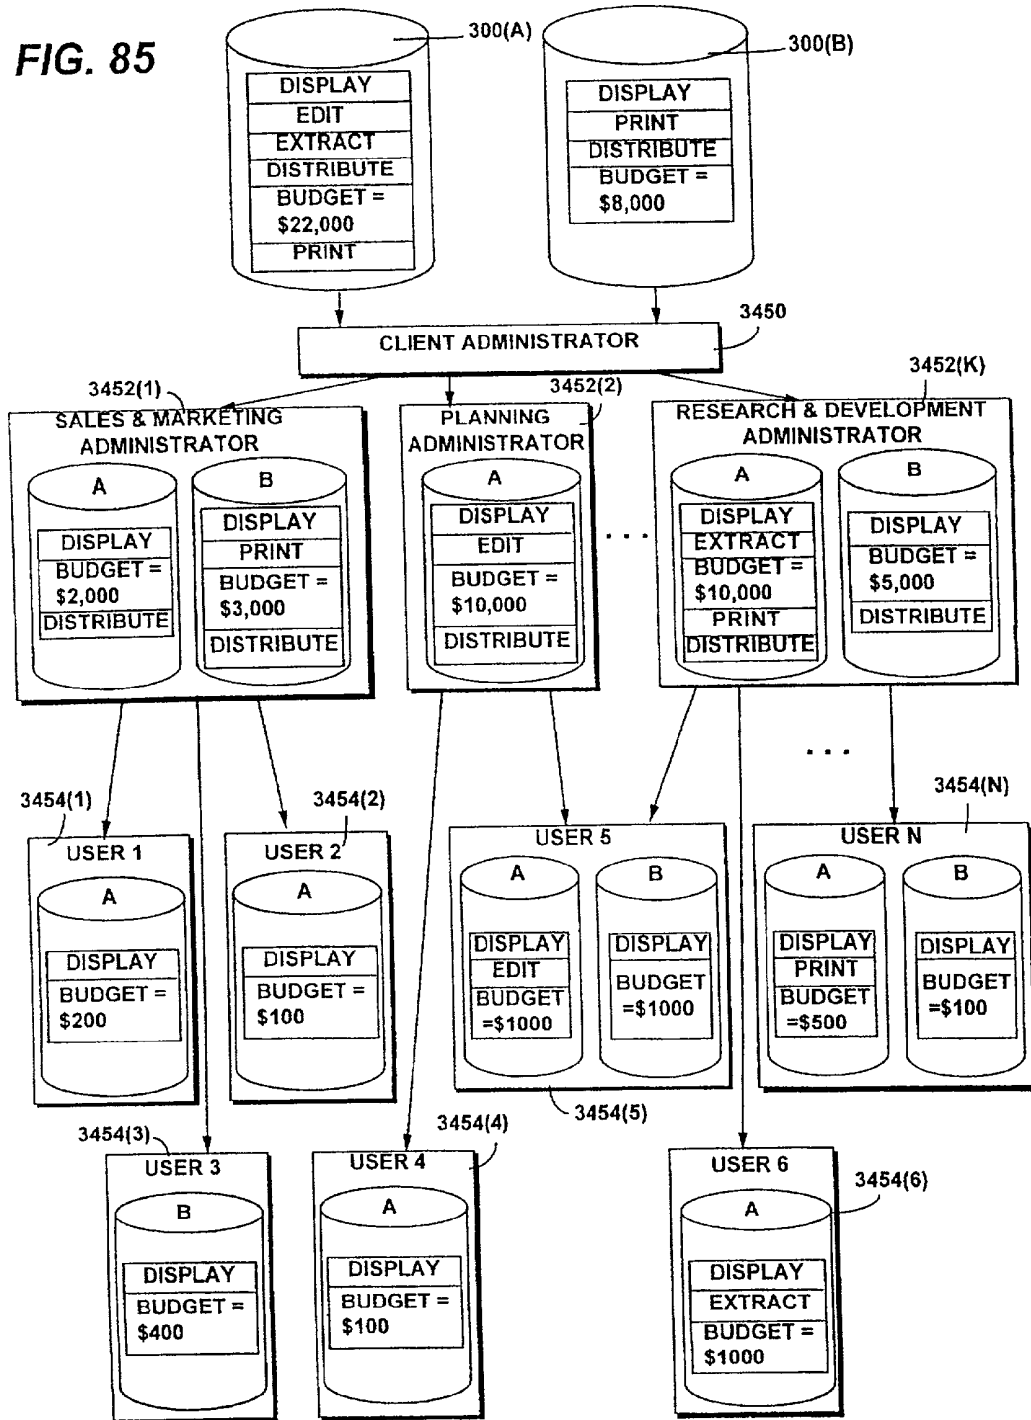 FIG. 85
300(A)
DISPLAY
EDIT
EXTRACT
DISTRIBUTE
BUDGET =
$22,000
PRINT
300(B)
DISPLAY
PRINT
DISTRIBUTE
BUDGET =
$8,000
3450
CLIENT ADMINISTRATOR
3452(1)
SALES & MARKETING
ADMINISTRATOR
A
DISPLAY
BUDGET =
$2,000
DISTRIBUTE
B
DISPLAY
PRINT
BUDGET =
$3,000
DISTRIBUTE
3452(2)
PLANNING
ADMINISTRATOR
A
DISPLAY
EDIT
BUDGET =
$10,000
DISTRIBUTE
. . .
3452(K)
RESEARCH & DEVELOPMENT
ADMINISTRATOR
A
DISPLAY
EXTRACT
BUDGET =
$10,000
PRINT
DISTRIBUTE
B
DISPLAY
BUDGET =
$5,000
DISTRIBUTE
. . .
3454(1)
USER 1
A
DISPLAY
BUDGET =
$200
3454(2)
USER 2
A
DISPLAY
BUDGET =
$100
USER 5
A
DISPLAY
EDIT
BUDGET
=$1000
B
DISPLAY
BUDGET
=$1000
3454(5)
3454(N)
USER N
A
DISPLAY
PRINT
BUDGET
=$500
B
DISPLAY
BUDGET
=$100
3454(3)
USER 3
B
DISPLAY
BUDGET =
$400
3454(4)
USER 4
A
DISPLAY
BUDGET =
$100
USER 6
3454(6)
A
DISPLAY
EXTRACT
BUDGET =
$1000